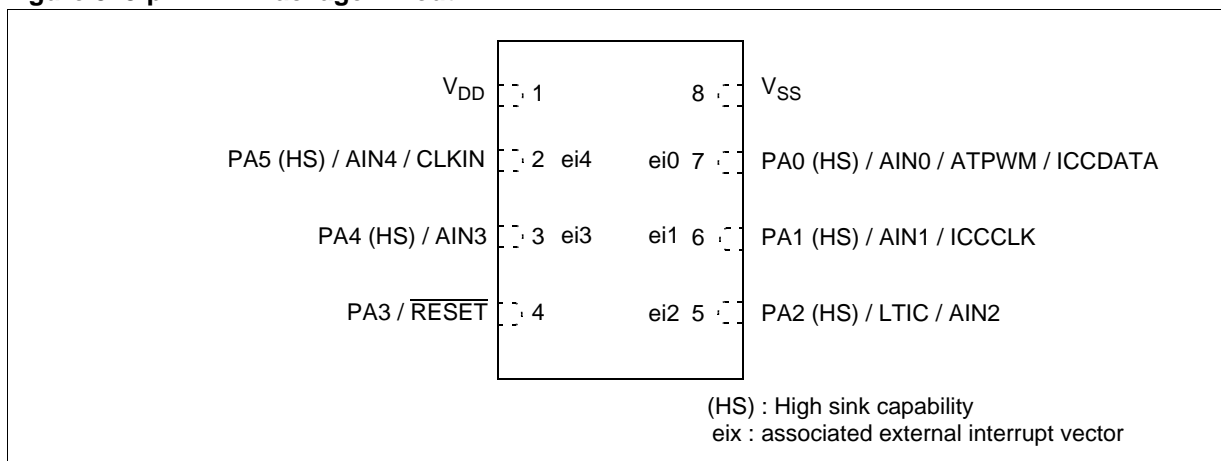 V_DD 1 8 V_SS
PA5 (HS) / AIN4 / CLKIN 2 ei4 ei0 7 PA0 (HS) / AIN0 / ATPWM / ICCDATA
PA4 (HS) / AIN3 3 ei3 ei1 6 PA1 (HS) / AIN1 / ICCCLK
PA3 / RESET 4 ei2 5 PA2 (HS) / LTIC / AIN2
(HS) : High sink capability
eix : associated external interrupt vector